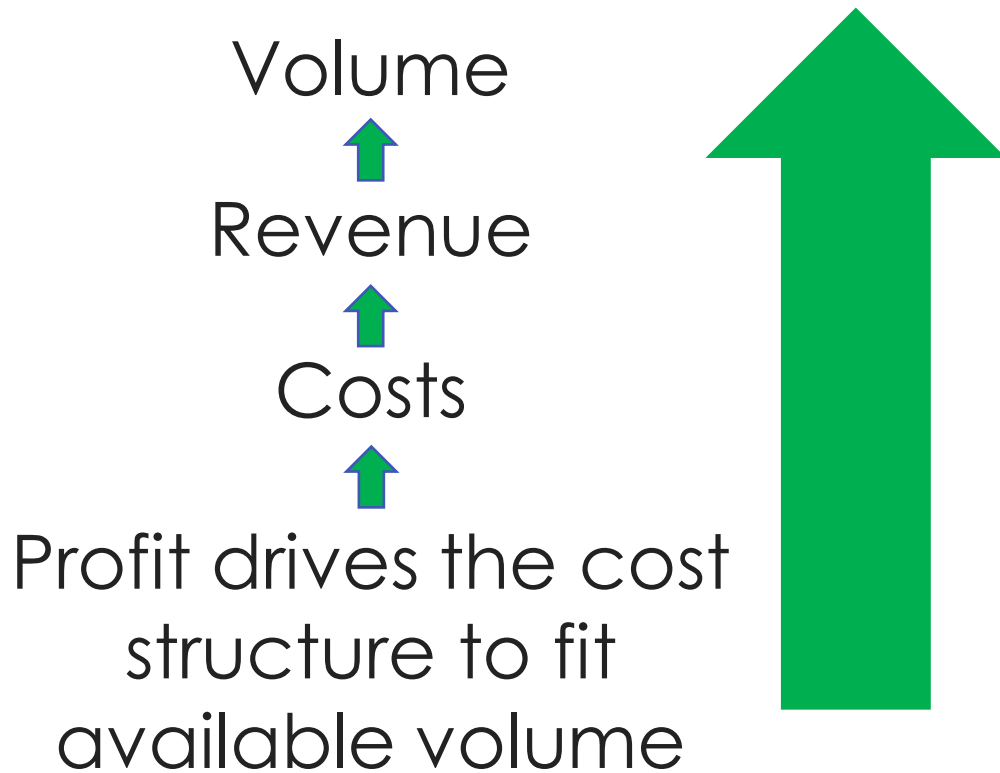 Volume
Revenue
Costs
Profit drives the cost
structure to fit
available volume